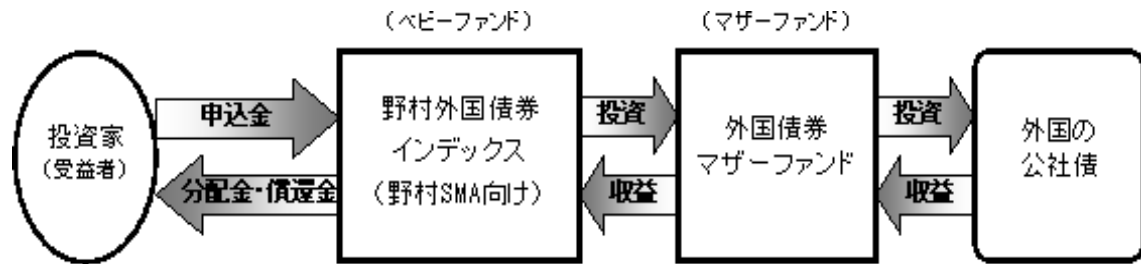 （ベビーファンド）
（マザーファンド）
投資家
（受益者）
申込金
分配金・償還金
野村外国債券
インデックス
（野村SMA向け）
投資
収益
外国債券
マザーファンド
投資
収益
外国の
公社債